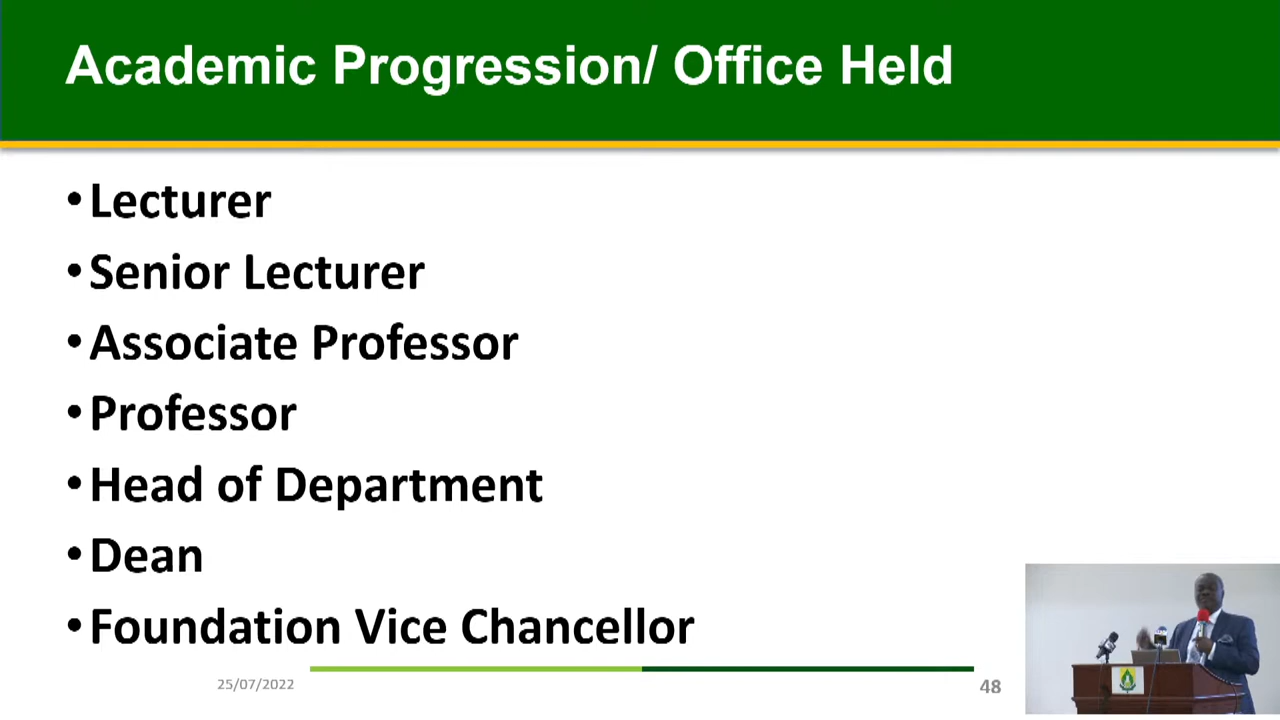 Academic Progression/ Office Held
•Lecturer
•Senior Lecturer
•Associate Professor
•Professor
•Head of Department
•Dean
•Foundation Vice Chancellor
25/07/2022
48